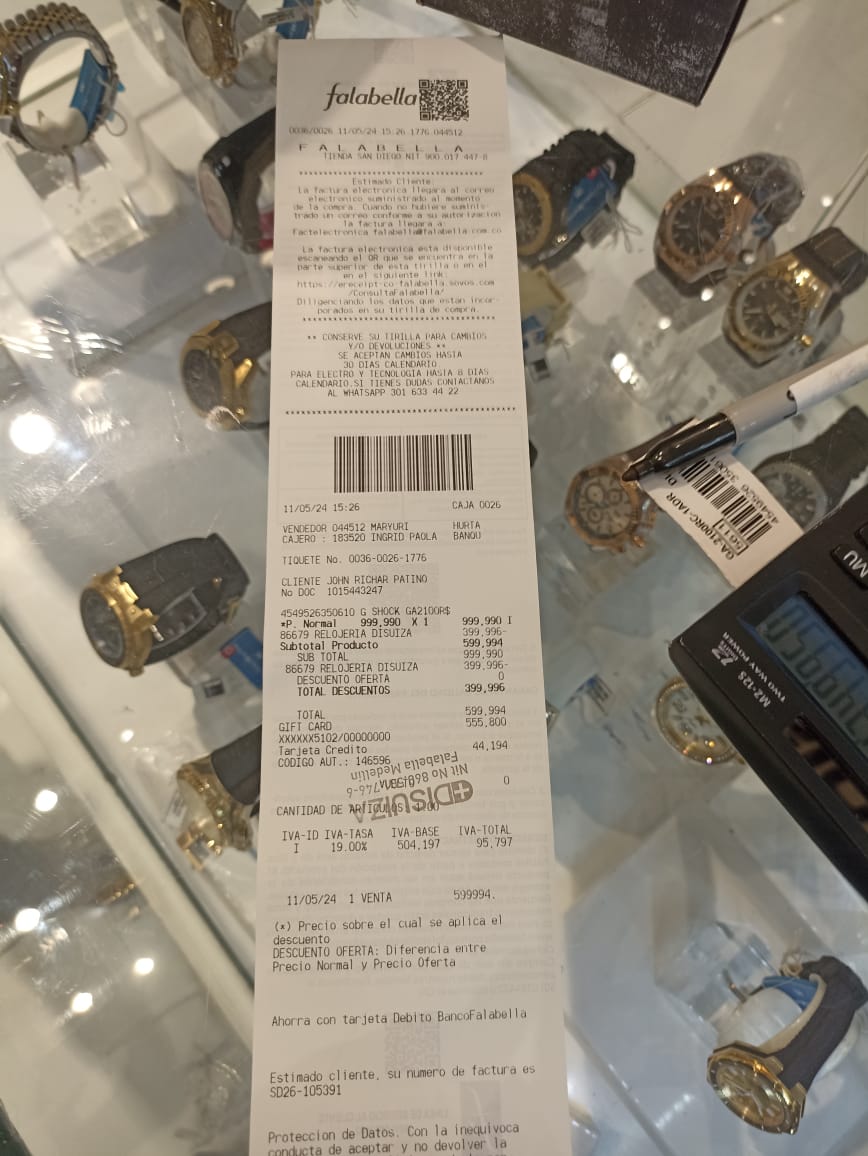 falabella
0036/0026 11/05/24 15:26 1776 044512
F A L A B E L L A
TIENDA SAN DIEGO NIT 900.017.447-8
************************************
Estimado Cliente:
La factura electronica llegara al correo
electronico suministrado al momento
de la compra. Cuando no hubiere suminis-
trado un correo conforme a su autorizacion
la factura llegara a:
Factelectronica falabella@falabella.com.co
La factura electronica esta disponible
escaneando el QR que se encuentra en la
parte superior de esta tirilla o en el
en el siguiente link:
https://ereceipt-co-falabella.sovos.com
/ConsultaFalabella/
Diligenciando los datos que estan incor-
porados en su tirilla de compra.
************************************
** CONSERVE SU TIRILLA PARA CAMBIOS
Y/O DEVOLUCIONES **
SE ACEPTAN CAMBIOS HASTA
30 DIAS CALENDARIO
PARA ELECTRO Y TECNOLOGIA HASTA 8 DIAS
CALENDARIO.SI TIENES DUDAS CONTACTANOS
AL WHATSAPP 301 633 44 22
************************************
11/05/24 15:26 CAJA 0026
VENDEDOR 044512 MARYURI HURTA
CAJERO : 183520 INGRID PAOLA BANQU
TIQUETE No. 0036-0026-1776
CLIENTE JOHN RICHAR PATINO
No DOC 1015443247
4549526350610 G SHOCK GA2100R$
*P. Normal 999,990 X 1 999,990 I
86679 RELOJERIA DISUIZA 399,996-
Subtotal Producto 599,994
SUB TOTAL 999,990
86679 RELOJERIA DISUIZA 399,996-
DESCUENTO OFERTA 0
TOTAL DESCUENTOS 399,996
TOTAL 599,994
GIFT CARD 555,800
XXXXXX5102/00000000
Tarjeta Credito 44,194
CODIGO AUT.: 146596
0
CANTIDAD DE ARTICULOS 1.00
DISUIZA
Falabella Medellin
IVA-ID IVA-TASA IVA-BASE IVA-TOTAL
I 19.00% 504,197 95,797
11/05/24 1 VENTA 599994.
(*) Precio sobre el cual se aplica el
descuento
DESCUENTO OFERTA: Diferencia entre
Precio Normal y Precio Oferta
Ahorra con tarjeta Debito BancoFalabella
Estimado cliente, su numero de factura es
SD26-105391
Proteccion de Datos. Con la inequivoca
conducta de aceptar y no devolver la
GA-2100RC-1ADR
5611
MU
MZ-12S
TWO WAY POWER
12